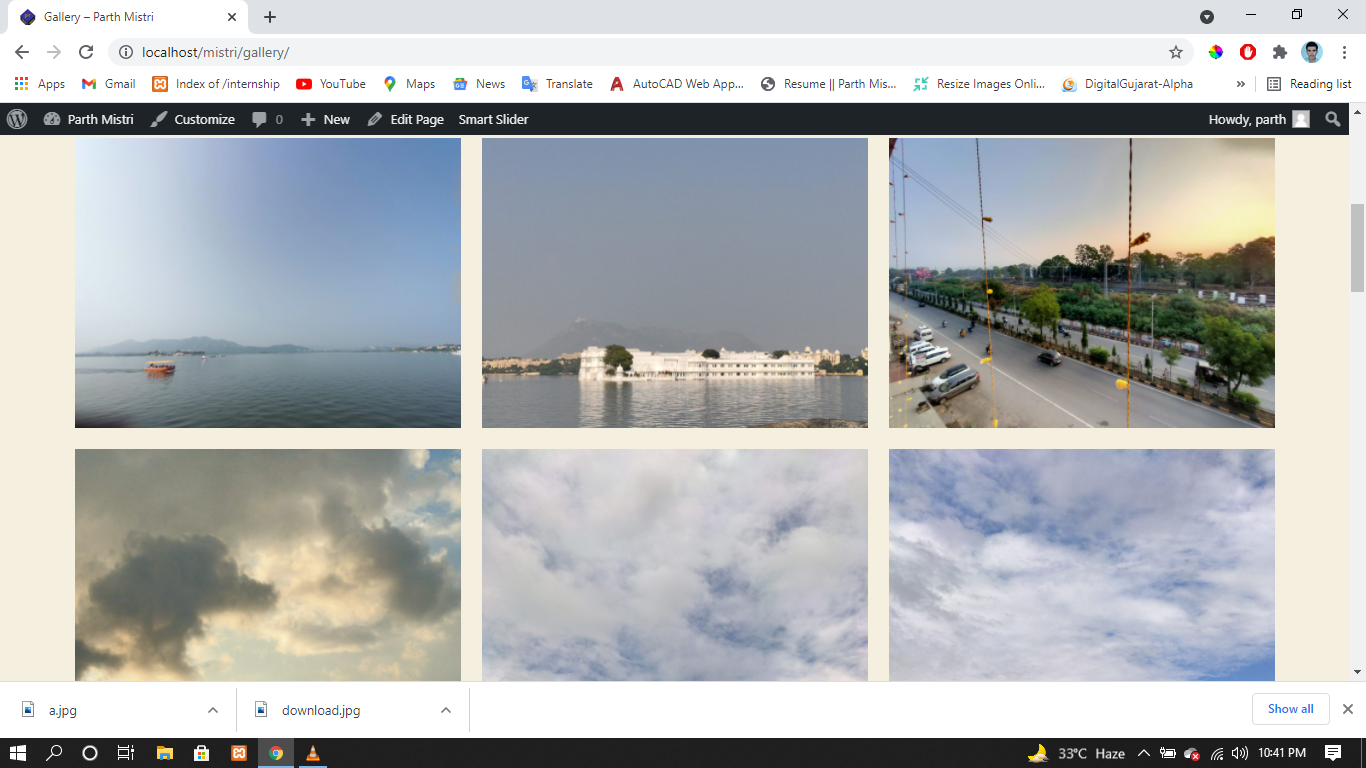 Gallery – Parth Mistri
localhost/mistri/gallery/
Apps Gmail Index of /internship YouTube Maps News Translate AutoCAD Web App... Resume || Parth Mis... Resize Images Onli... DigitalGujarat-Alpha » Reading list
Parth Mistri Customize 0 New Edit Page Smart Slider Howdy, parth
a.jpg download.jpg Show all
33°C Haze 10:41 PM